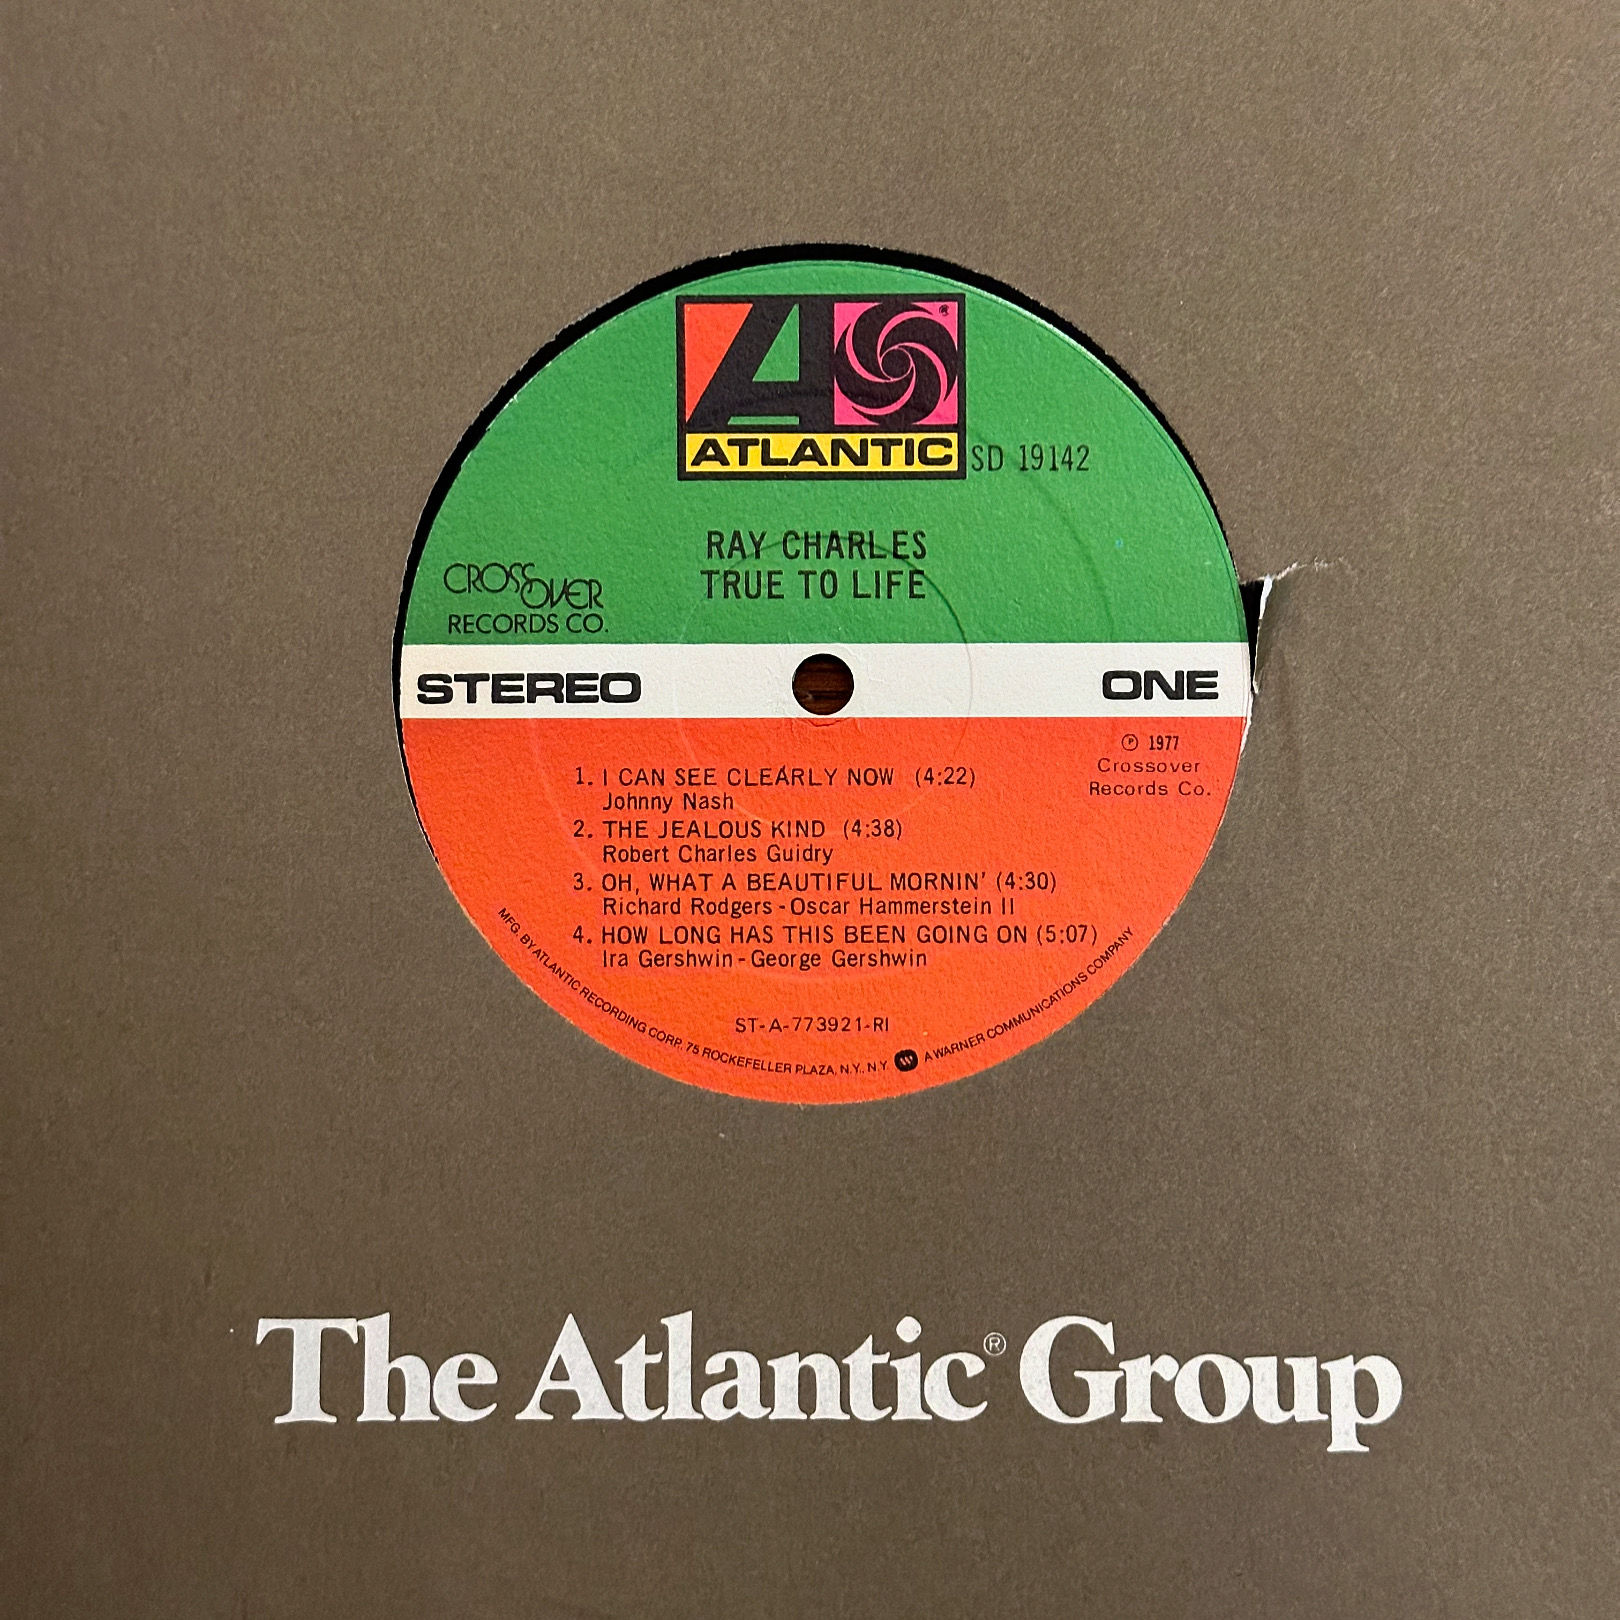 ATLANTIC
SD 19142
RAY CHARLES
TRUE TO LIFE
CROSSOVER
RECORDS CO.
STEREO
ONE
℗ 1977
Crossover
Records Co.
1. I CAN SEE CLEARLY NOW (4:22)
Johnny Nash
2. THE JEALOUS KIND (4:38)
Robert Charles Guidry
3. OH, WHAT A BEAUTIFUL MORNIN' (4:30)
Richard Rodgers - Oscar Hammerstein II
4. HOW LONG HAS THIS BEEN GOING ON (5:07)
Ira Gershwin - George Gershwin
ST-A-773921-RI
MFG. BY ATLANTIC RECORDING CORP., 75 ROCKEFELLER PLAZA, N.Y., N.Y. A WARNER COMMUNICATIONS COMPANY
The Atlantic® Group